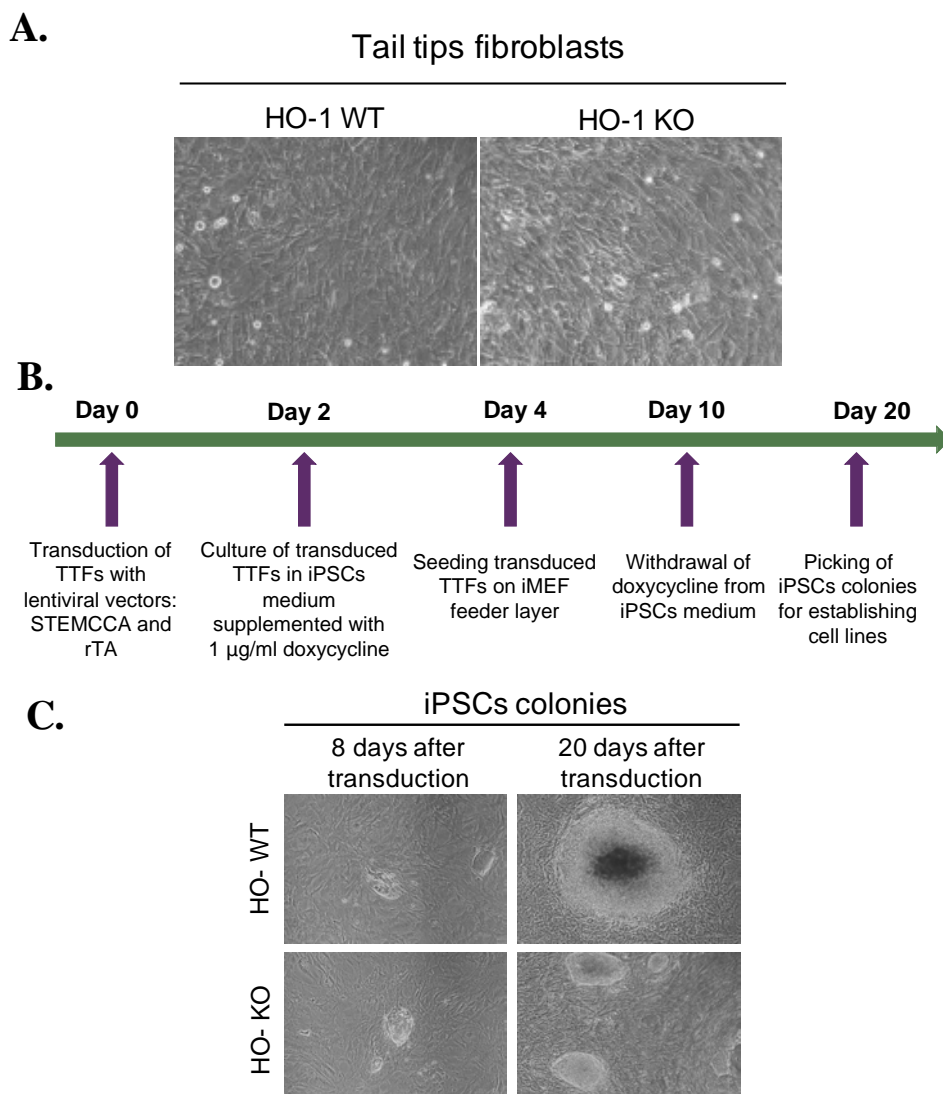 A.
Tail tips fibroblasts
HO-1 WT HO-1 KO
B.
Day 0 Day 2 Day 4 Day 10 Day 20
Transduction of
TTFs with
lentiviral vectors:
STEMCCA and
rTA
Culture of transduced
TTFs in iPSCs
medium
supplemented with
1 µg/ml doxycycline
Seeding transduced
TTFs on iMEF
feeder layer
Withdrawal of
doxycycline from
iPSCs medium
Picking of
iPSCs colonies
for establishing
cell lines
C.
iPSCs colonies
8 days after
transduction
20 days after
transduction
HO- WT
HO- KO